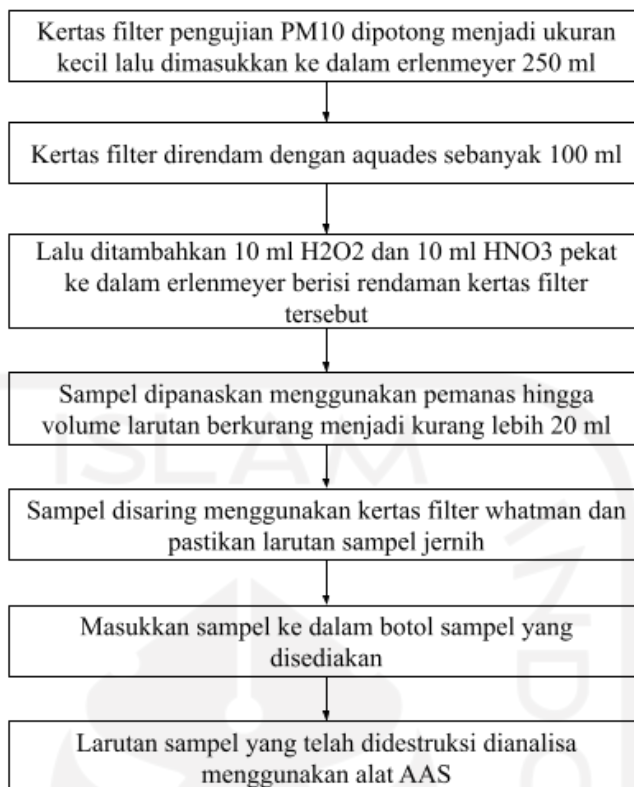 Kertas filter pengujian PM10 dipotong menjadi ukuran
kecil lalu dimasukkan ke dalam erlenmeyer 250 ml
Kertas filter direndam dengan aquades sebanyak 100 ml
Lalu ditambahkan 10 ml H2O2 dan 10 ml HNO3 pekat
ke dalam erlenmeyer berisi rendaman kertas filter
tersebut
Sampel dipanaskan menggunakan pemanas hingga
volume larutan berkurang menjadi kurang lebih 20 ml
ISLAM
Sampel disaring menggunakan kertas filter whatman dan
pastikan larutan sampel jernih
Masukkan sampel ke dalam botol sampel yang
disediakan
Larutan sampel yang telah didestruksi dianalisa
menggunakan alat AAS